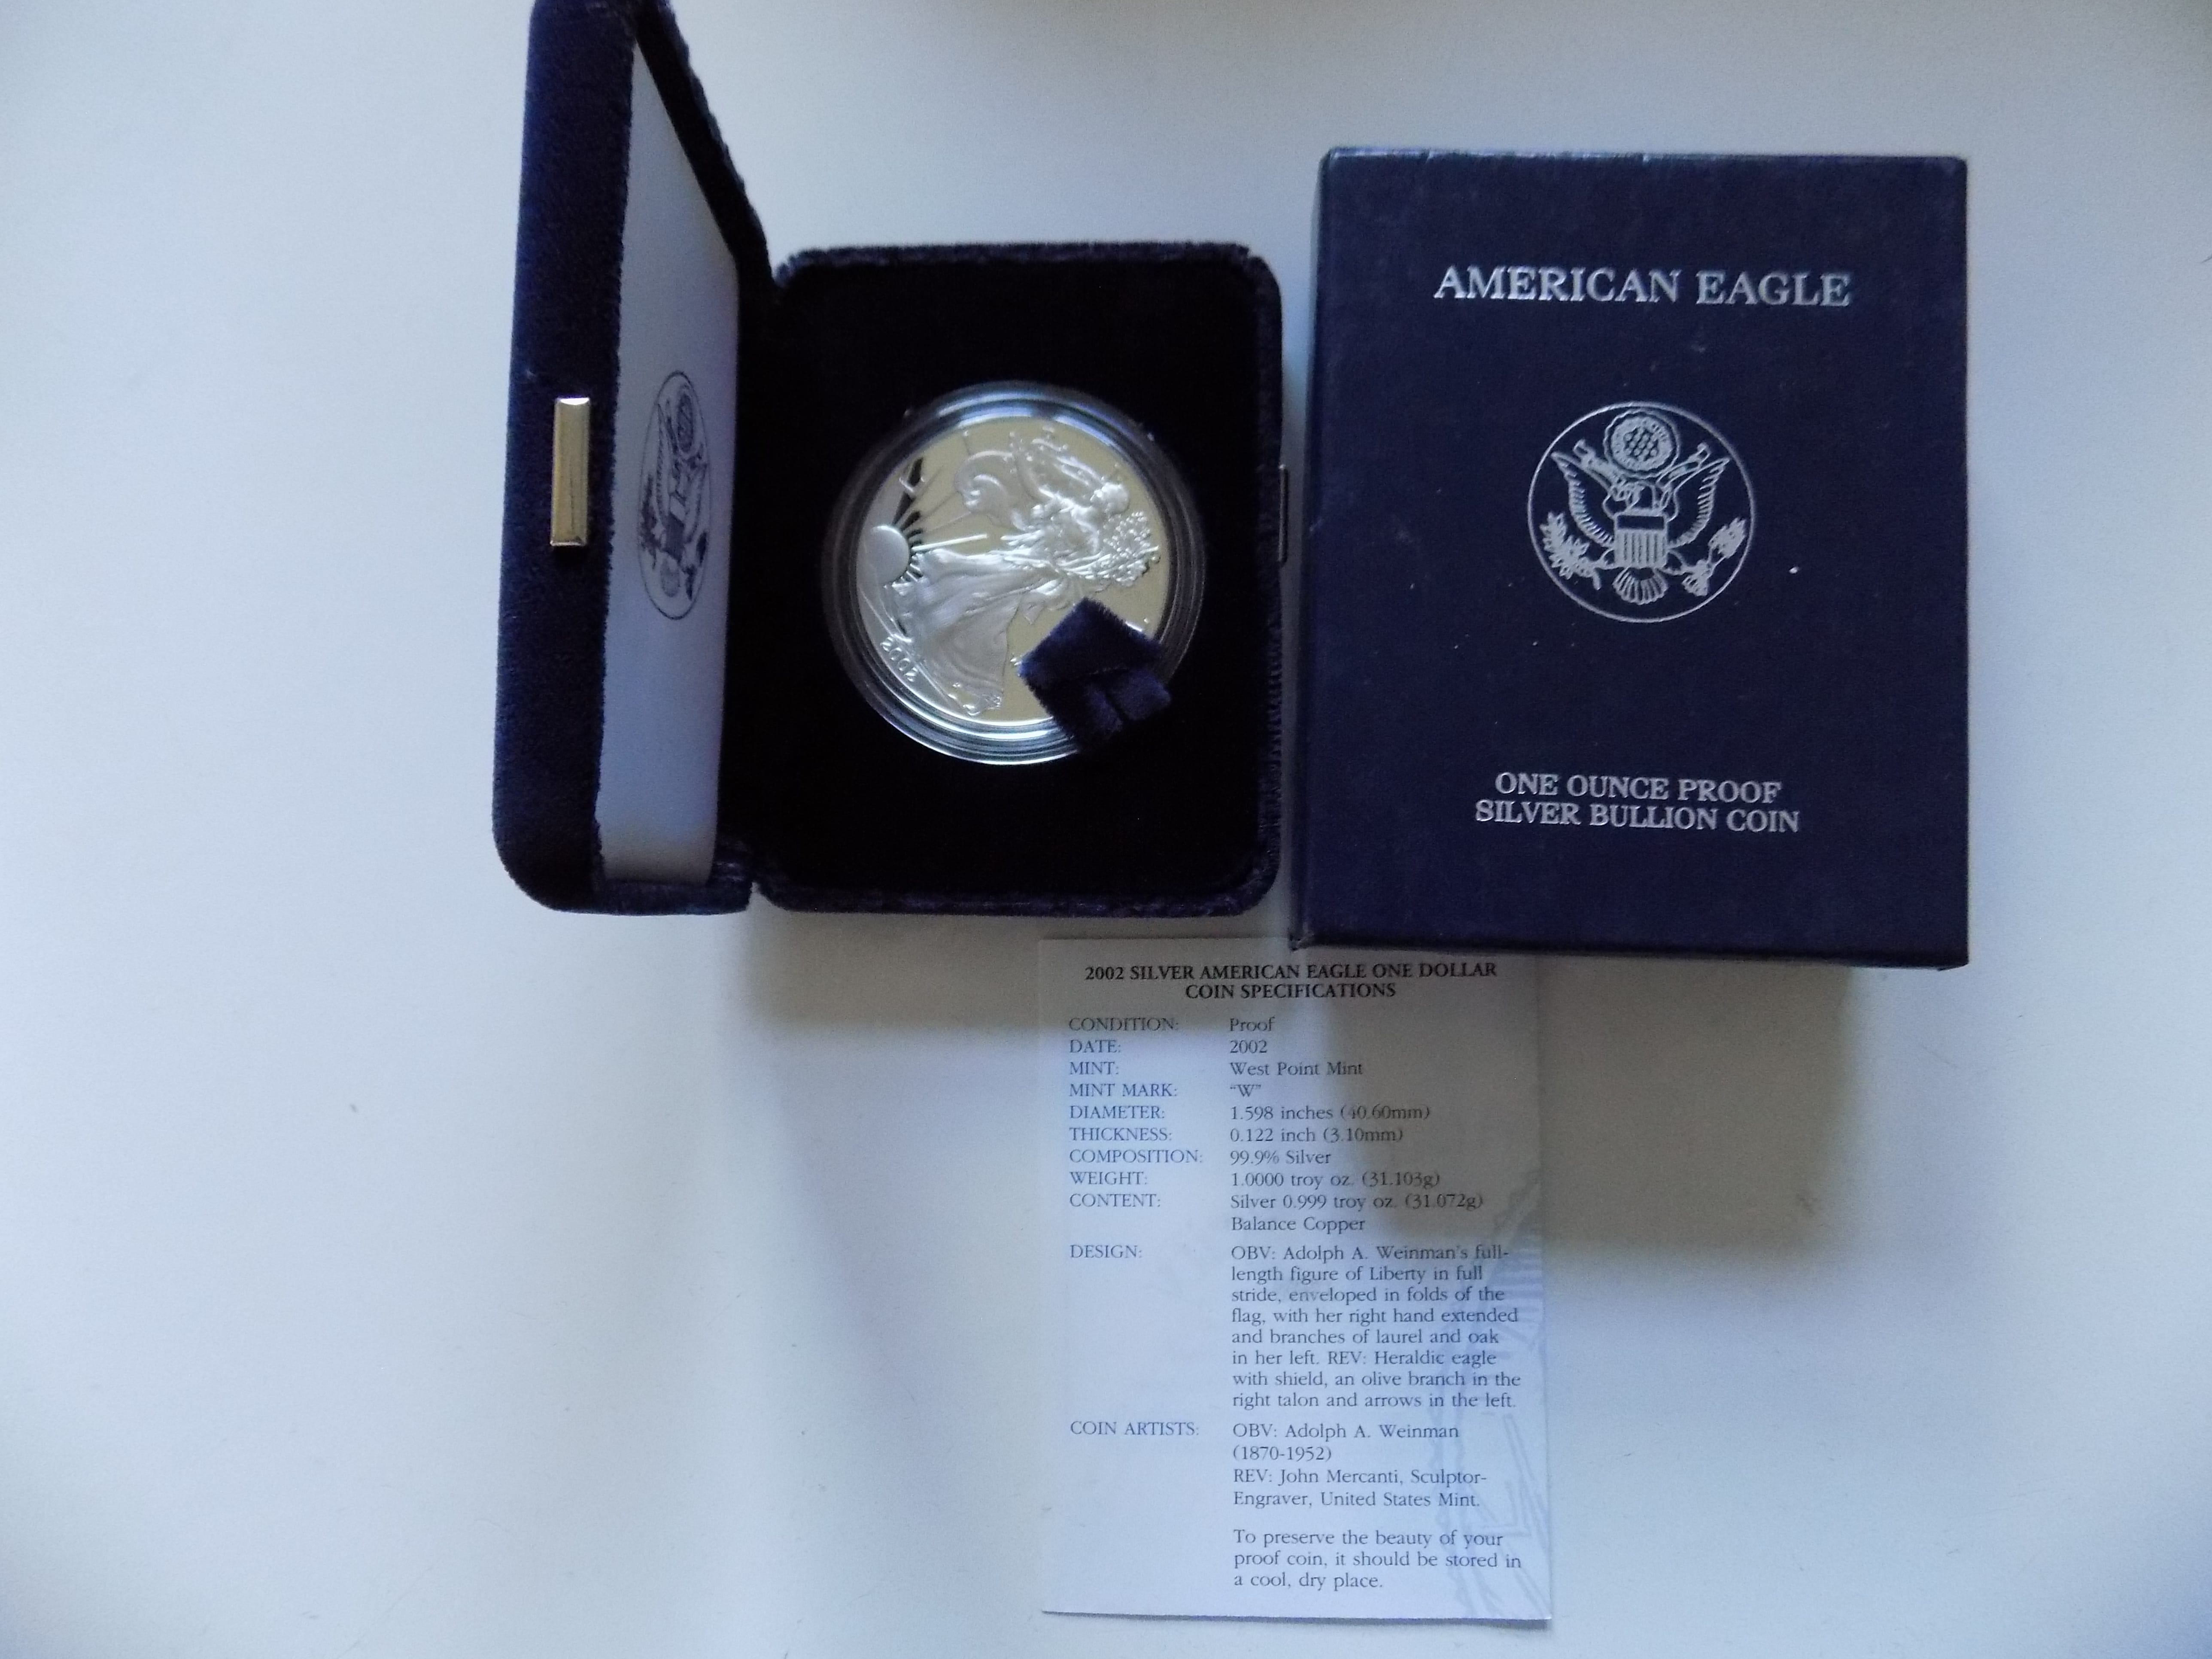 2002
AMERICAN EAGLE
ONE OUNCE PROOF
SILVER BULLION COIN
2002 SILVER AMERICAN EAGLE ONE DOLLAR
COIN SPECIFICATIONS
CONDITION: Proof
DATE: 2002
MINT: West Point Mint
MINT MARK: “W”
DIAMETER: 1.598 inches (40.60mm)
THICKNESS: 0.122 inch (3.10mm)
COMPOSITION: 99.9% Silver
WEIGHT: 1.0000 troy oz. (31.103g)
CONTENT: Silver 0.999 troy oz. (31.072g)
Balance Copper
DESIGN: OBV: Adolph A. Weinman's full-
length figure of Liberty in full
stride, enveloped in folds of the
flag, with her right hand extended
and branches of laurel and oak
in her left. REV: Heraldic eagle
with shield, an olive branch in the
right talon and arrows in the left.
COIN ARTISTS: OBV: Adolph A. Weinman
(1870-1952)
REV: John Mercanti, Sculptor-
Engraver, United States Mint.
To preserve the beauty of your
proof coin, it should be stored in
a cool, dry place.